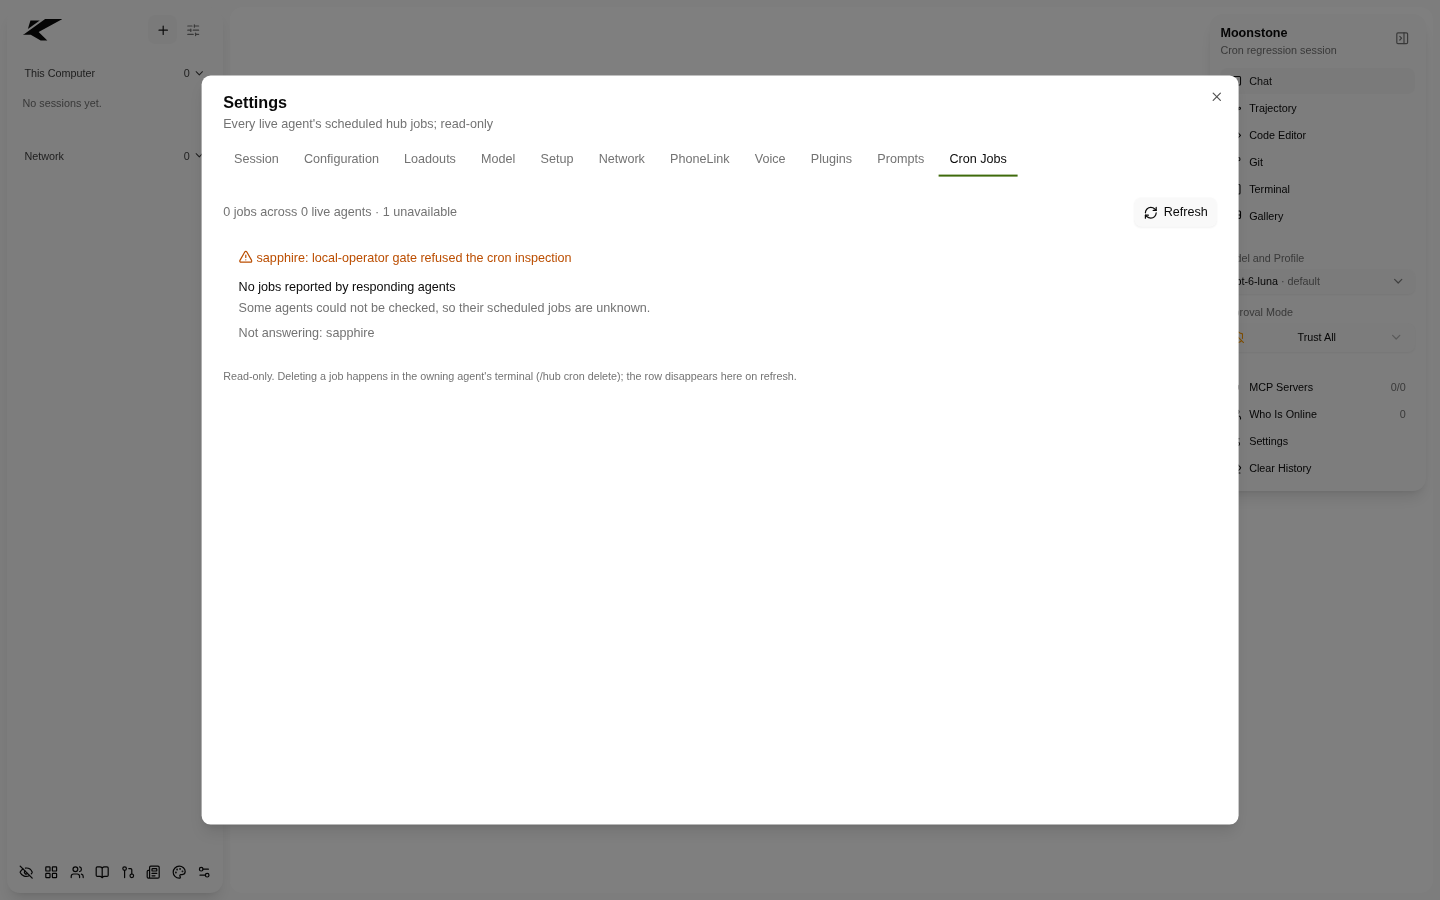 Moonstone
Cron regression session
This Computer 0
No sessions yet.
Network 0
Settings
Every live agent's scheduled hub jobs; read-only
Session Configuration Loadouts Model Setup Network PhoneLink Voice Plugins Prompts Cron Jobs
0 jobs across 0 live agents · 1 unavailable
Refresh
sapphire: local-operator gate refused the cron inspection
No jobs reported by responding agents
Some agents could not be checked, so their scheduled jobs are unknown.
Not answering: sapphire
Read-only. Deleting a job happens in the owning agent's terminal (/hub cron delete); the row disappears here on refresh.
Chat
Trajectory
Code Editor
Git
Terminal
Gallery
and Profile
· default
Mode
Trust All
MCP Servers 0/0
Who Is Online 0
Settings
Clear History